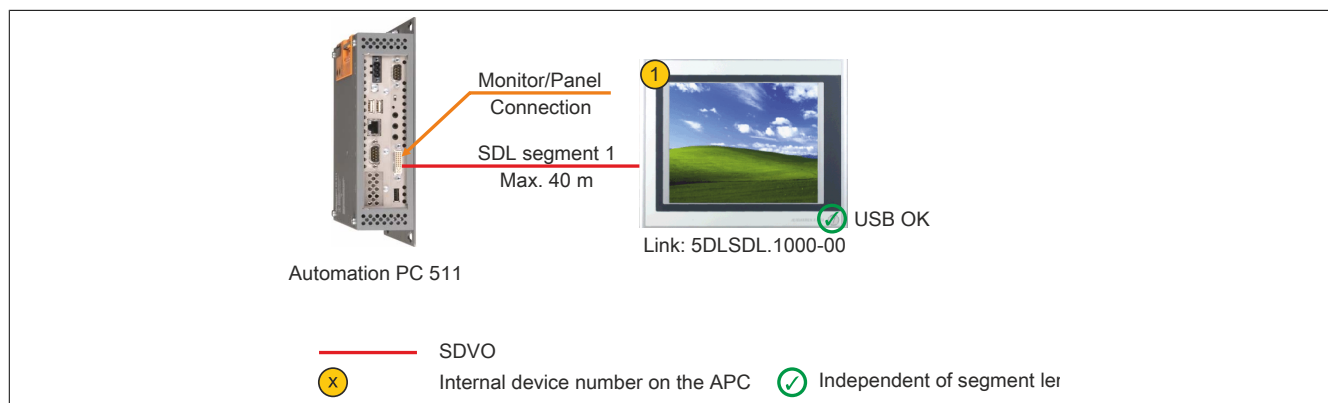 Monitor/Panel
Connection
SDL segment 1
Max. 40 m
1
USB OK
Link: 5DLSDL.1000-00
Automation PC 511
SDVO
x Internal device number on the APC
Independent of segment